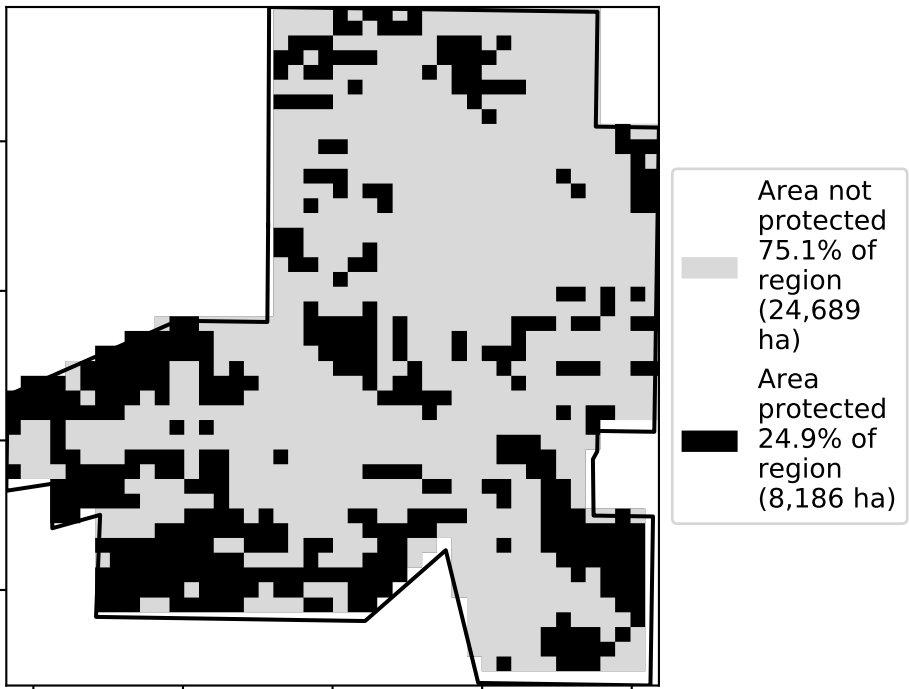 Area not
protected
75.1% of
region
(24,689
ha)
Area
protected
24.9% of
region
(8,186 ha)